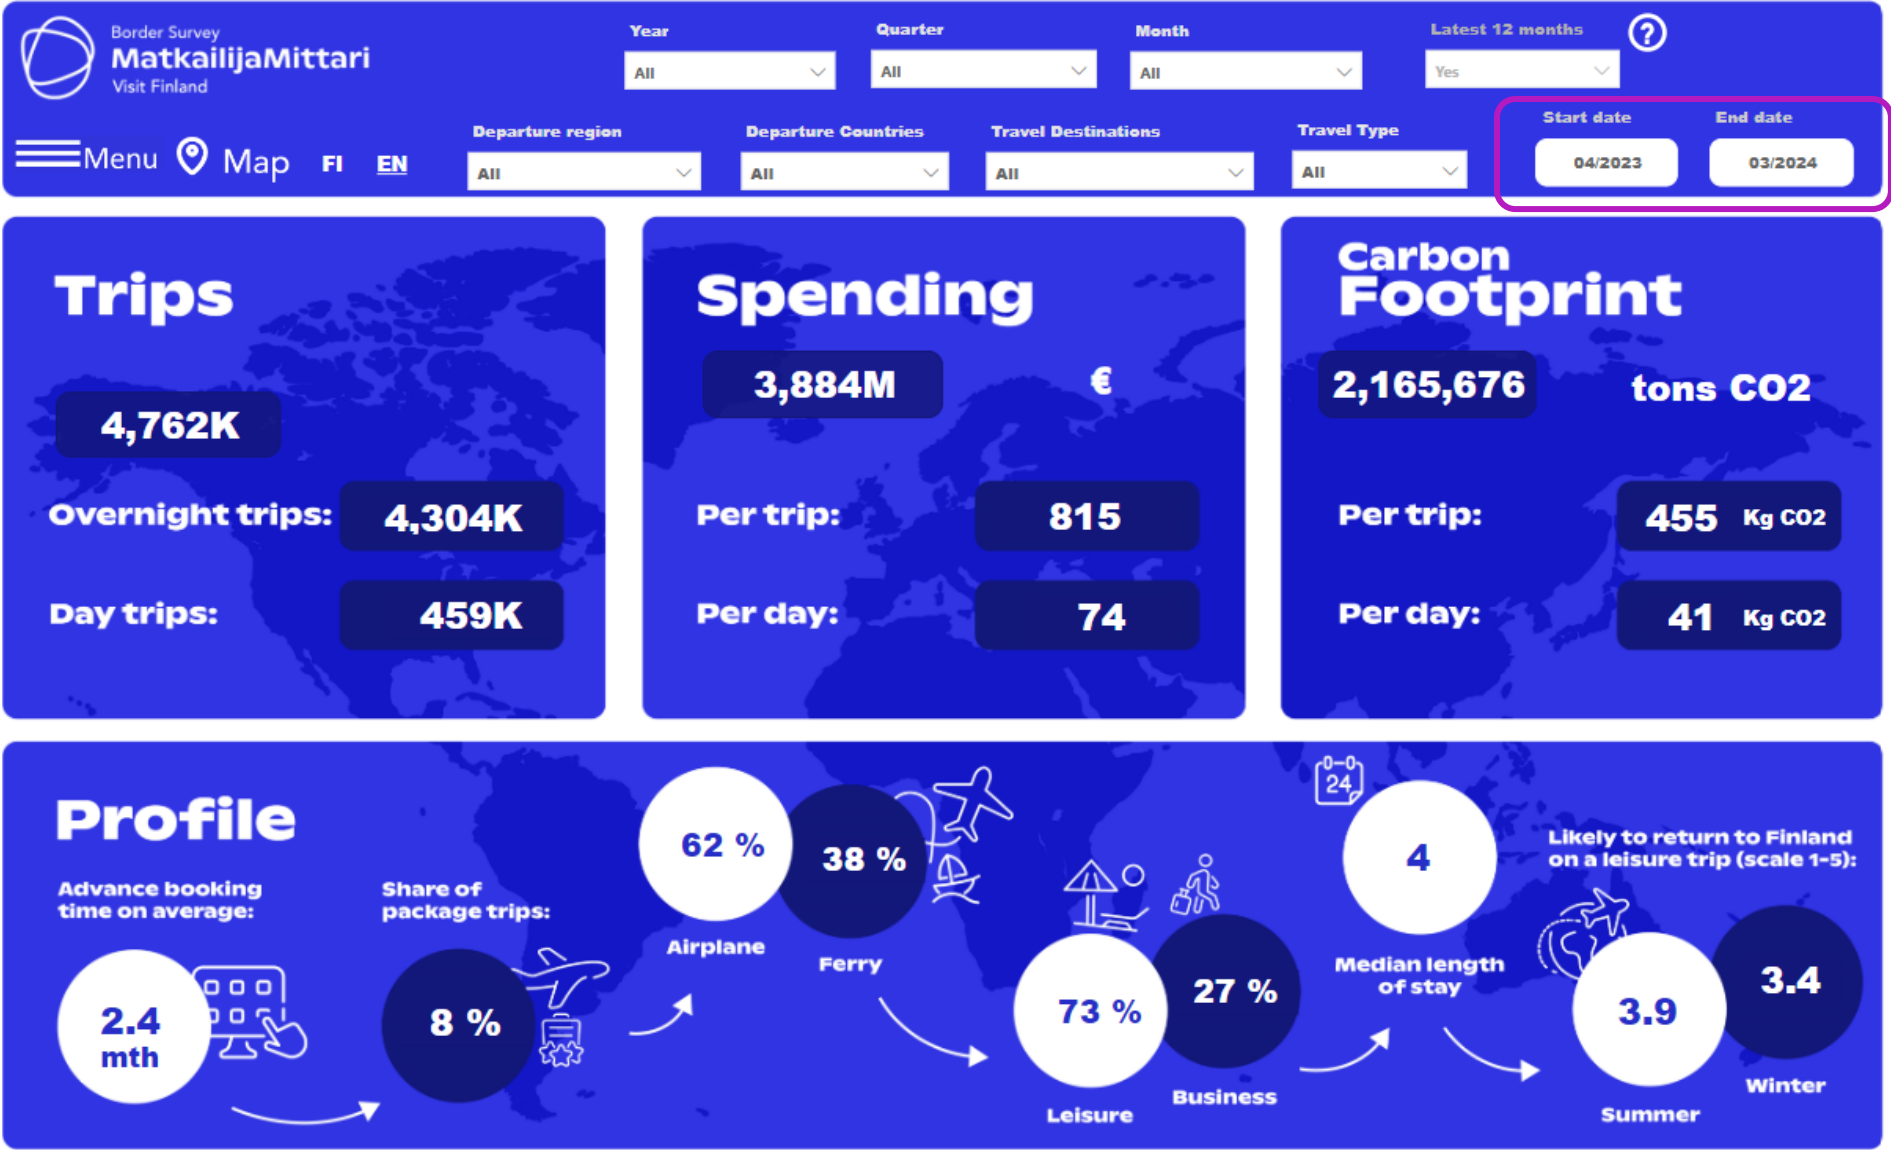 Border Survey
MatkailijaMittari
Visit Finland
Year
All
Quarter
All
Month
All
Latest 12 months
Yes
?
Menu
Map
FI
EN
Departure region
All
Departure Countries
All
Travel Destinations
All
Travel Type
All
Start date
04/2023
End date
03/2024
Trips
4,762K
Overnight trips: 4,304K
Day trips: 459K
Spending
3,884M €
Per trip: 815
Per day: 74
Carbon
Footprint
2,165,676 tons CO2
Per trip: 455 Kg CO2
Per day: 41 Kg CO2
Profile
Advance booking
time on average:
2.4
mth
Share of
package trips:
8 %
62 %
Airplane
38 %
Ferry
73 %
Leisure
27 %
Business
24
4
Median length
of stay
Likely to return to Finland
on a leisure trip (scale 1-5):
3.9
Summer
3.4
Winter